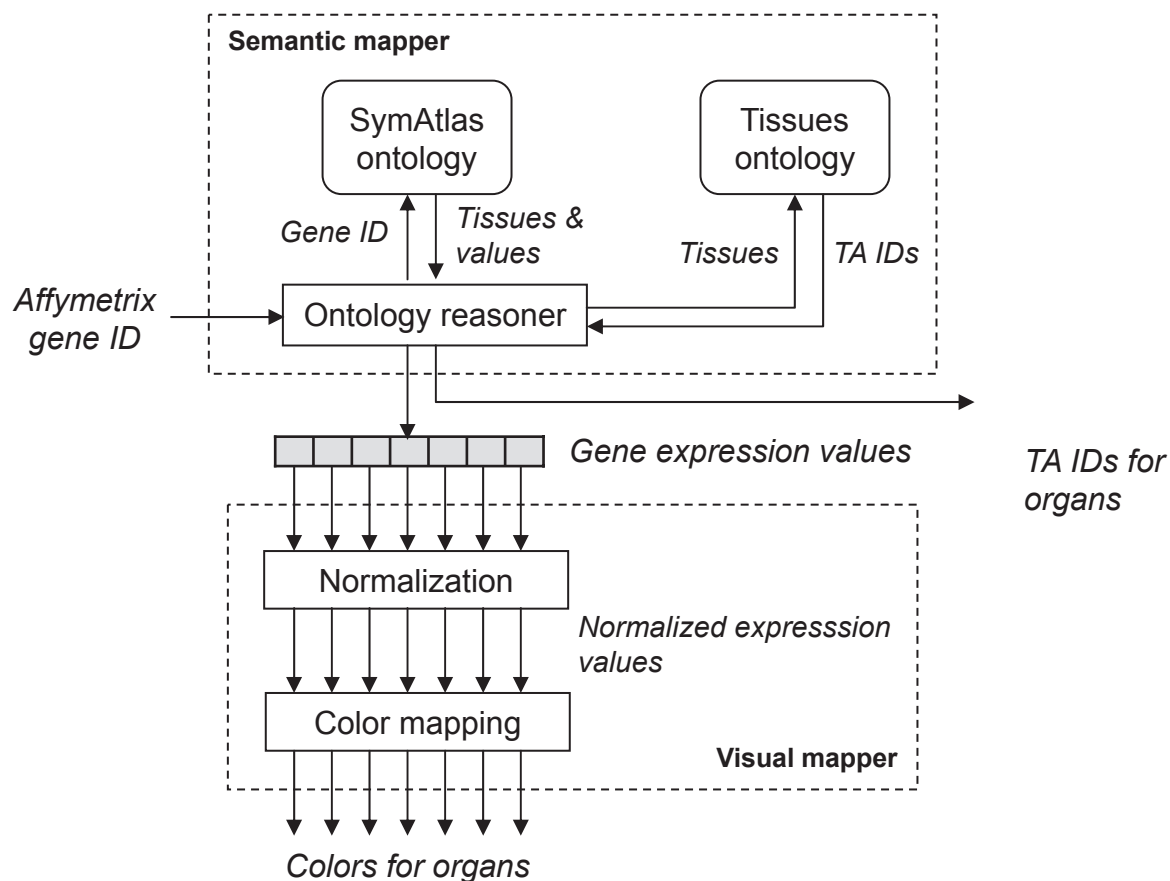 Semantic mapper
SymAtlas
ontology
Tissues
ontology
Gene ID
Tissues &
values
Tissues
TA IDs
Affymetrix
gene ID
Ontology reasoner
Gene expression values
TA IDs for
organs
Normalization
Normalized expresssion
values
Color mapping
Visual mapper
Colors for organs